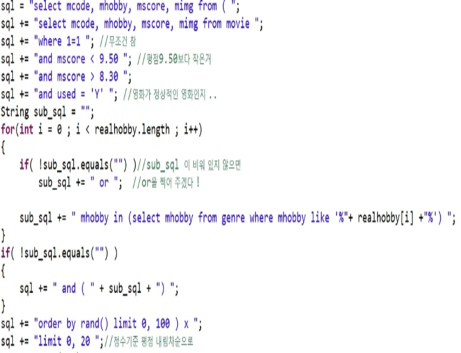 sql = "select mcode, mhobby, mscore, mimg from ( ";
sql += "select mcode, mhobby, mscore, mimg from movie ";
sql += "where 1=1 "; //무조건 참
sql += "and mscore < 9.50 "; //평점9.50보다 작은거
sql += "and mscore > 8.30 ";
sql += "and used = 'Y' "; //영화가 정상적인 영화인지 ..
String sub_sql = "";
for(int i = 0 ; i < realhobby.length ; i++)
{
if( !sub_sql.equals("") )//sub_sql 이 비워 있지 않으면
sub_sql += " or "; //or을 찍어 주겠다 !
sub_sql += " mhobby in (select mhobby from genre where mhobby like '%"+ realhobby[i] +"%') ";
}
if( !sub_sql.equals("") )
{
sql += " and ( " + sub_sql + ") ";
}
sql += "order by rand() limit 0, 100 ) x ";
sql += "limit 0, 20 ";//점수기준 평점 내림차순으로